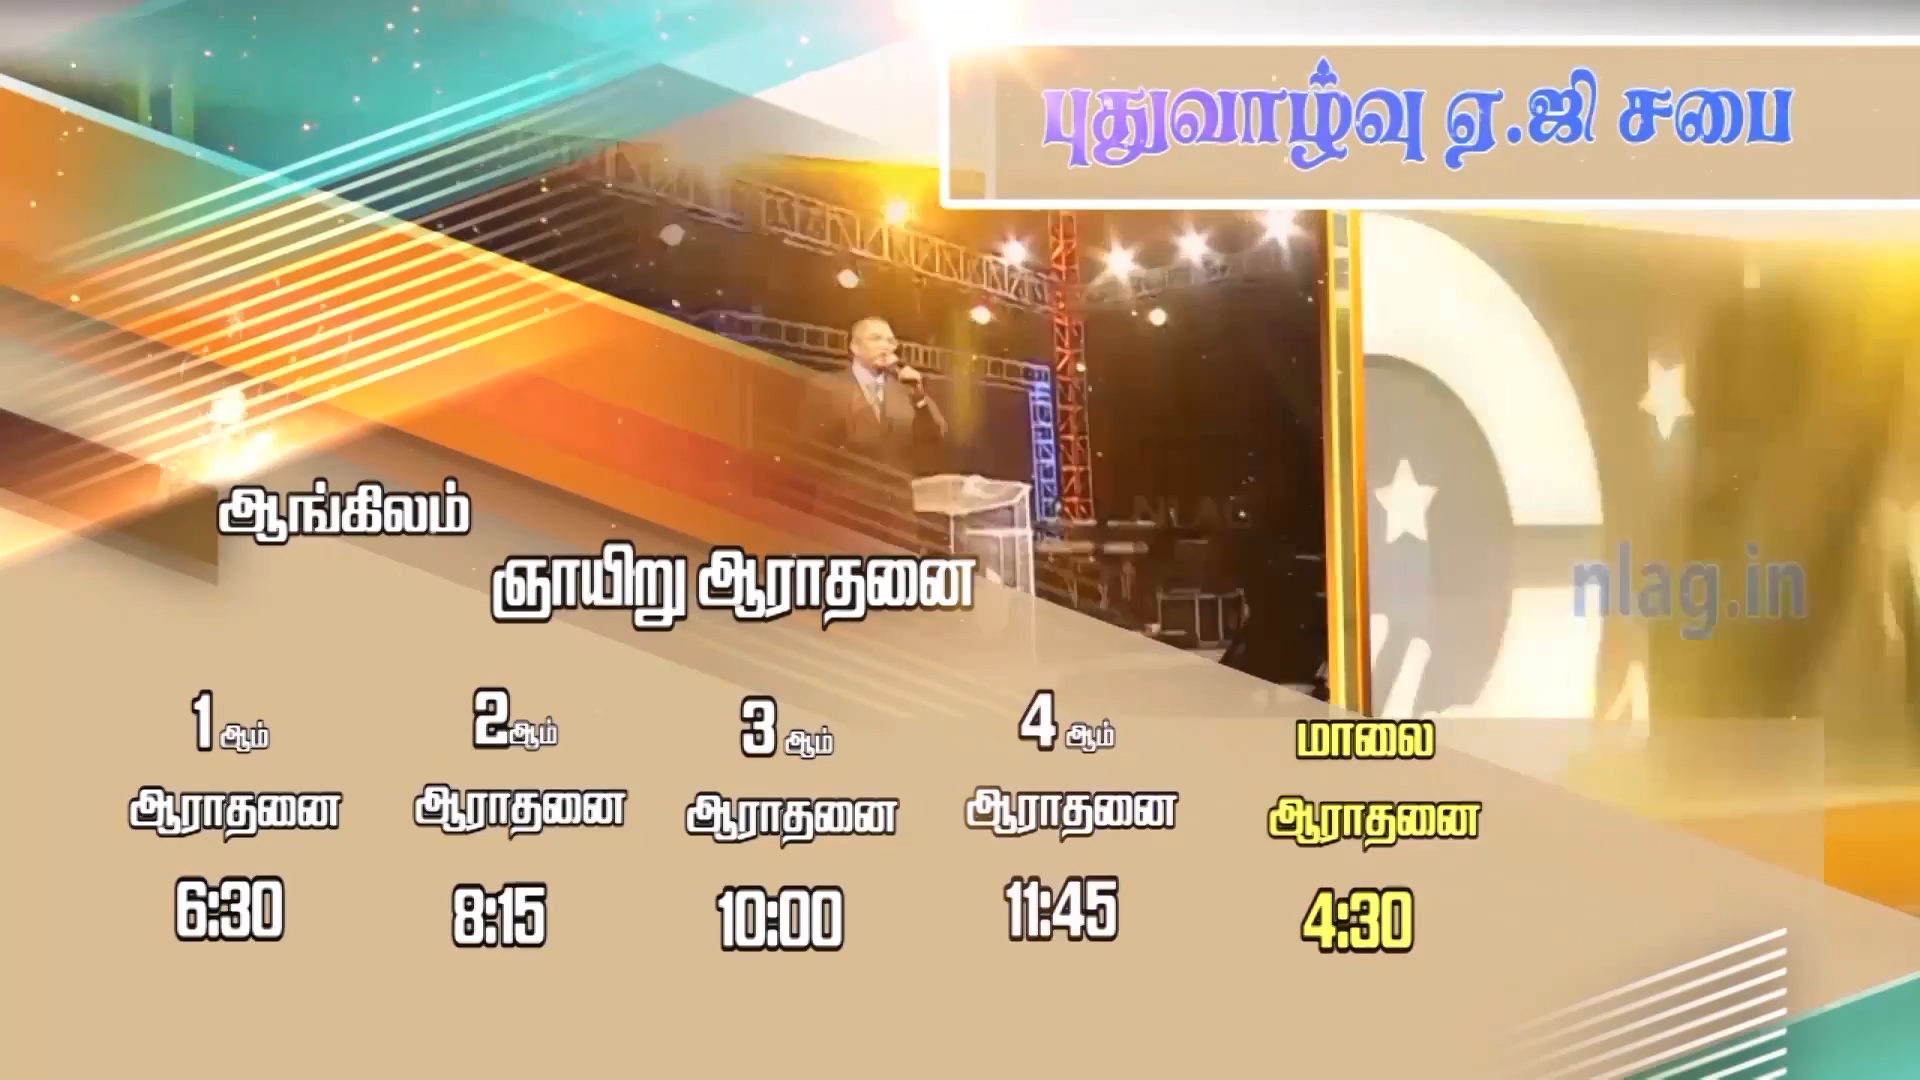 புதுவாழ்வு ஏ.ஜி சபை
NLAG
nlag.in
ஆங்கிலம்
ஞாயிறு ஆராதனை
1 ஆம்
ஆராதனை
6:30
2 ஆம்
ஆராதனை
8:15
3 ஆம்
ஆராதனை
10:00
4 ஆம்
ஆராதனை
11:45
மாலை
ஆராதனை
4:30